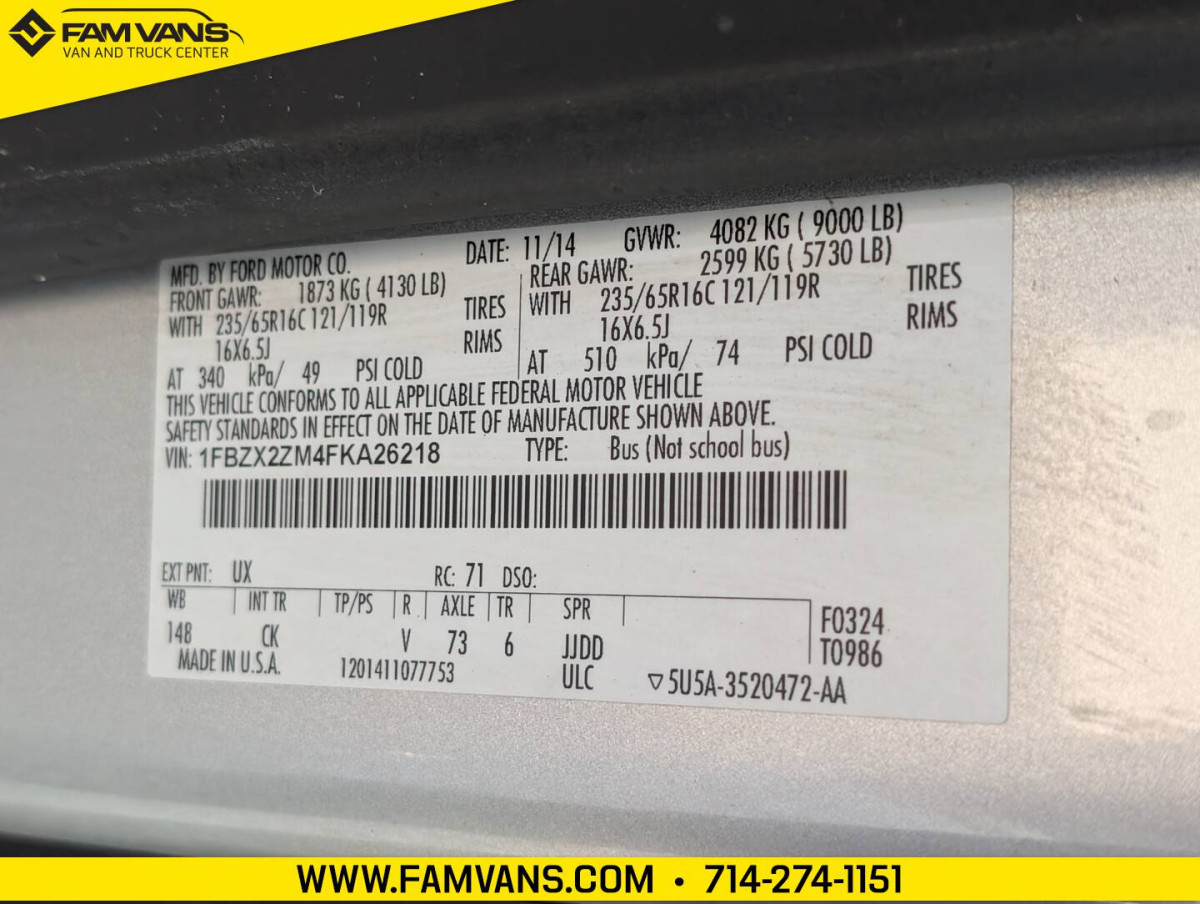 FAM VANS
VAN AND TRUCK CENTER
MFD. BY FORD MOTOR CO. DATE: 11/14 GVWR: 4082 KG ( 9000 LB)
FRONT GAWR: 1873 KG ( 4130 LB) REAR GAWR: 2599 KG ( 5730 LB)
WITH 235/65R16C 121/119R TIRES WITH 235/65R16C 121/119R TIRES
16X6.5J RIMS 16X6.5J RIMS
AT 340 kPa/ 49 PSI COLD AT 510 kPa/ 74 PSI COLD
THIS VEHICLE CONFORMS TO ALL APPLICABLE FEDERAL MOTOR VEHICLE
SAFETY STANDARDS IN EFFECT ON THE DATE OF MANUFACTURE SHOWN ABOVE.
VIN: 1FBZX2ZM4FKA26218 TYPE: Bus (Not school bus)
EXT PNT: UX RC: 71 DSO:
WB INT TR TP/PS R AXLE TR SPR F0324
148 CK V 73 6 JJDD T0986
MADE IN U.S.A. 1201411077753 ULC ▽5U5A-3520472-AA
WWW.FAMVANS.COM • 714-274-1151